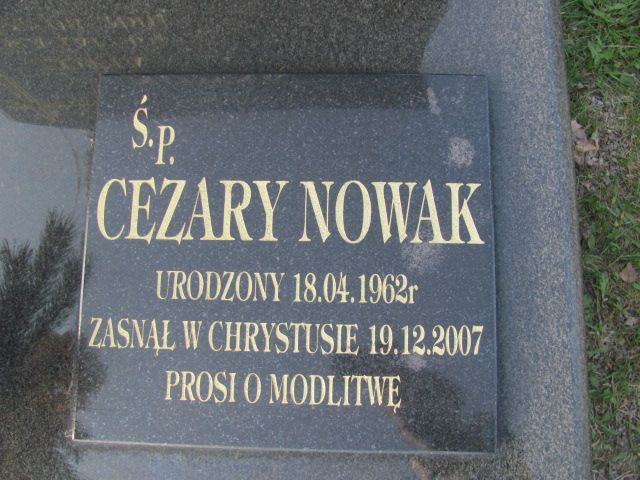 Ś.P.
CEZARY NOWAK
URODZONY 18.04.1962r
ZASNĄŁ W CHRYSTUSIE 19.12.2007
PROSI O MODLITWĘ